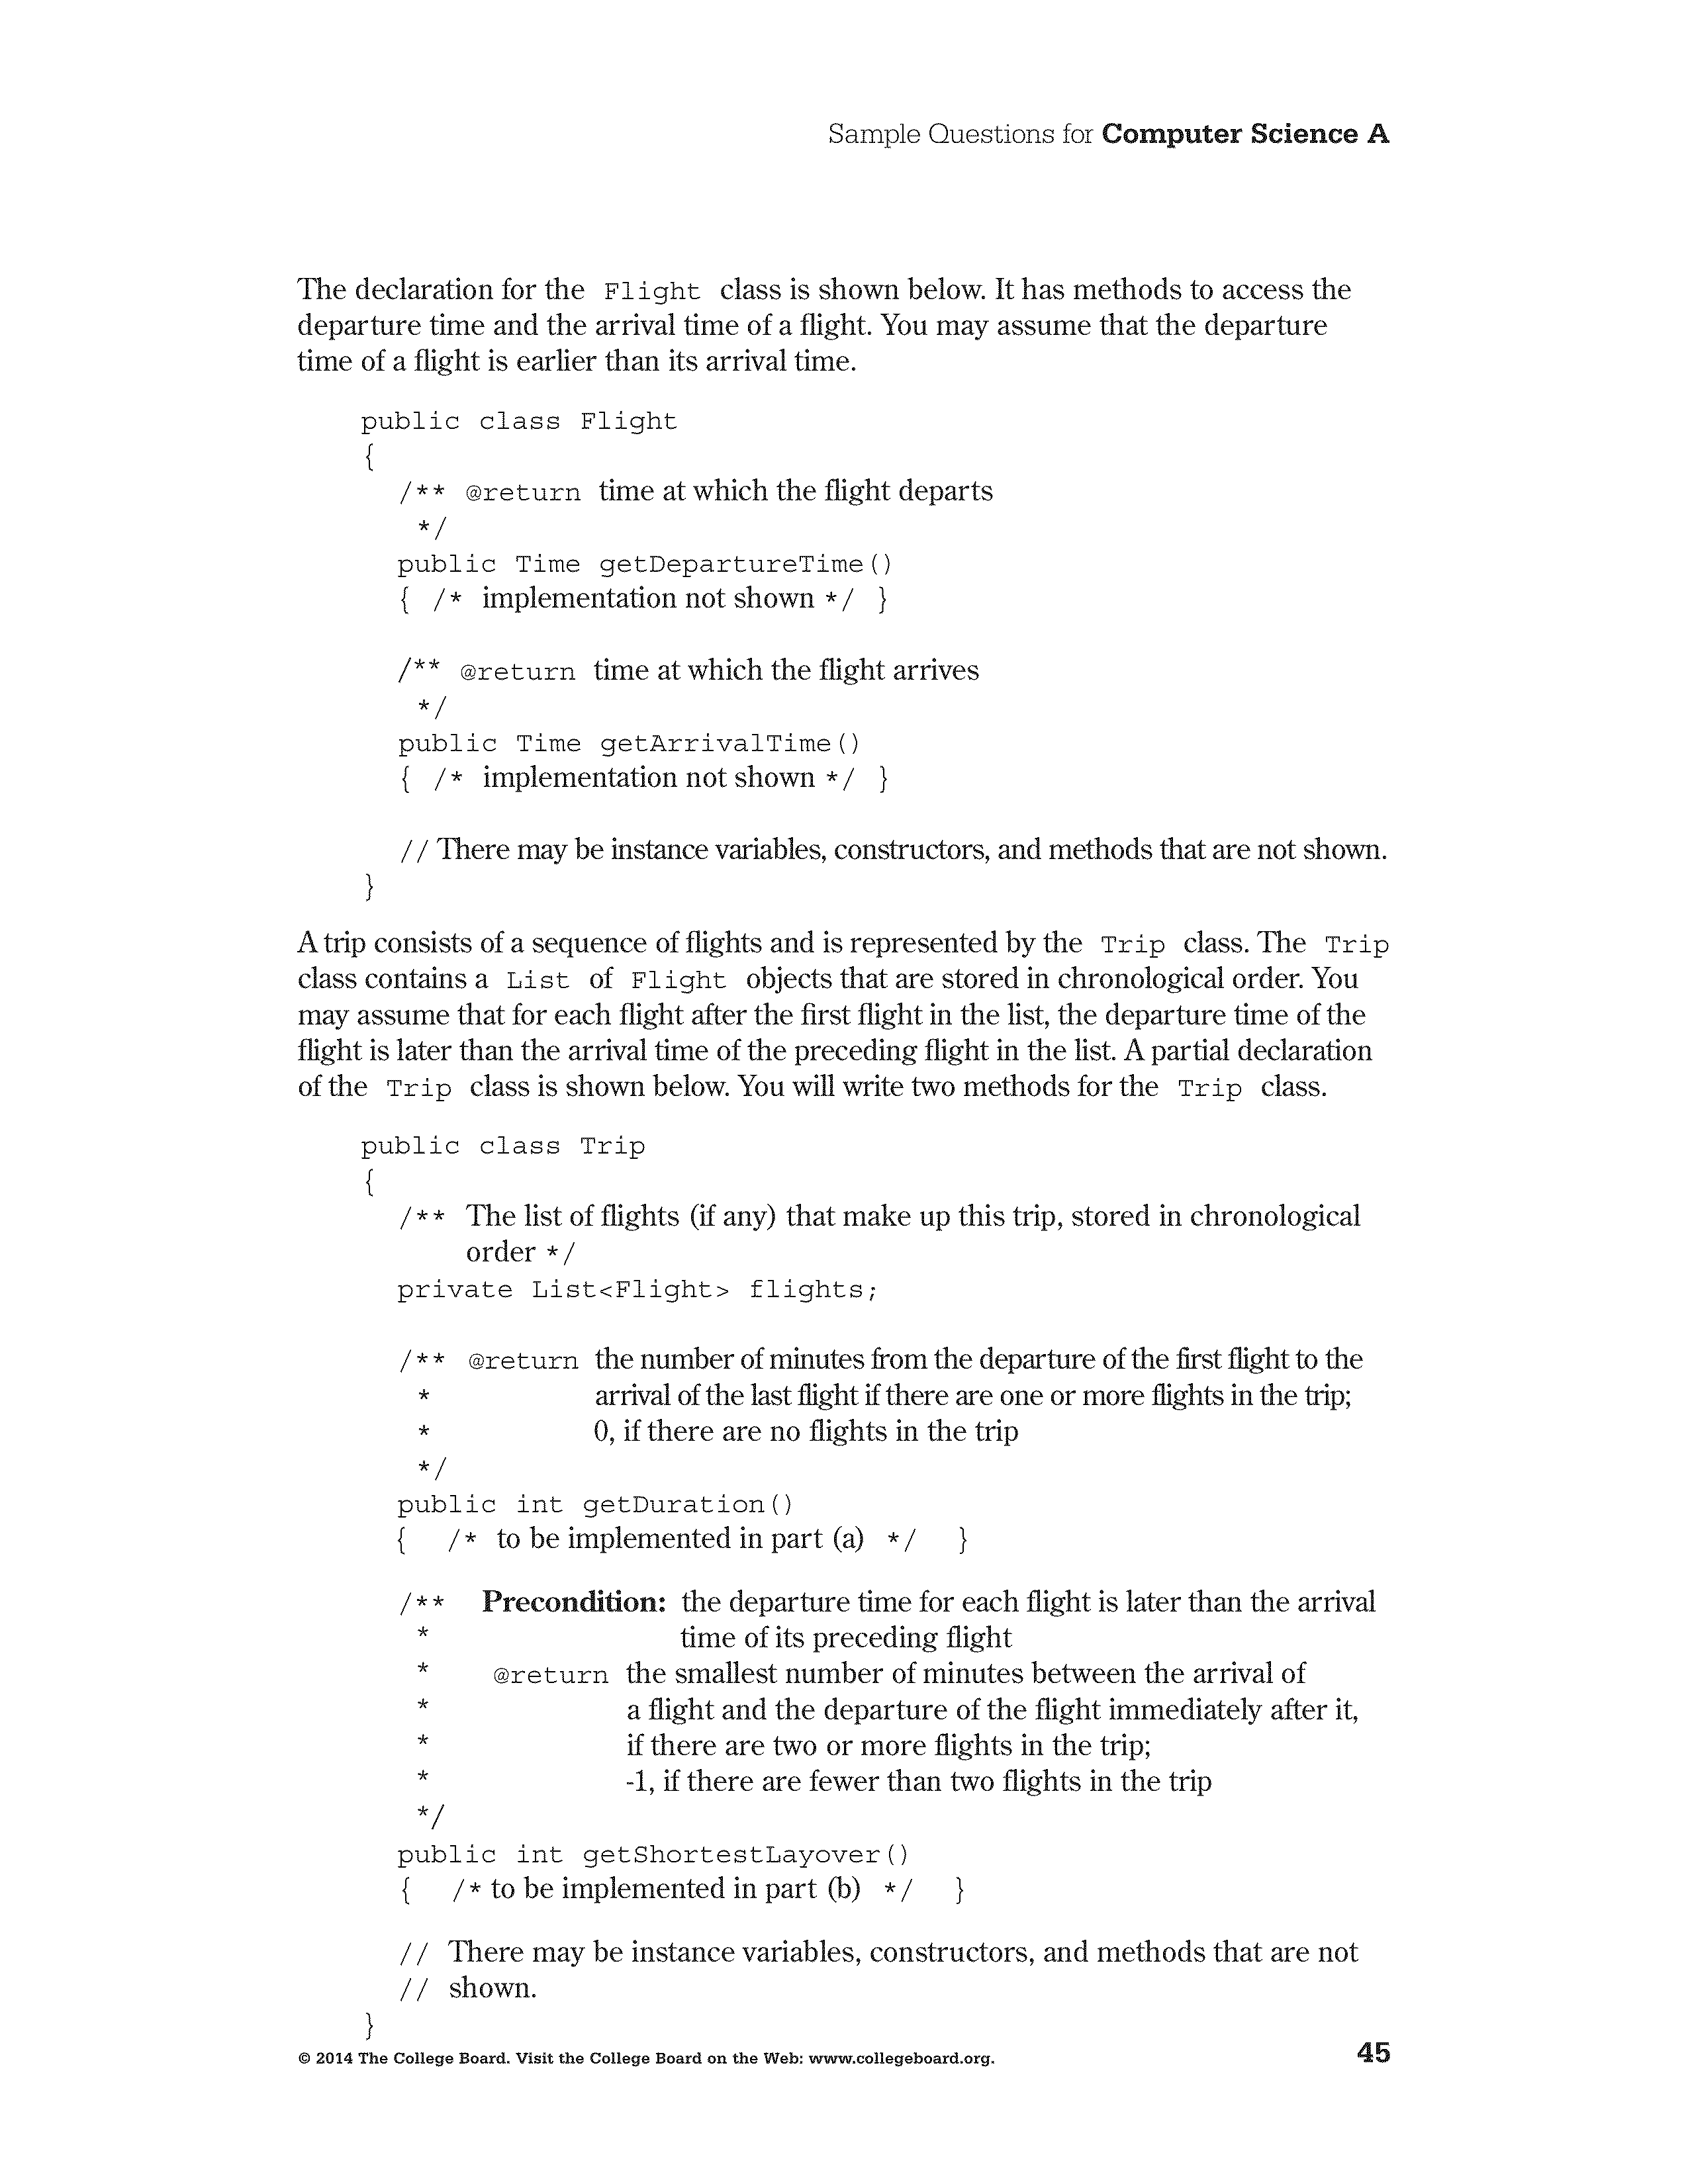 Sample Questions for Computer Science A
The declaration for the Flight class is shown below. It has methods to access the
departure time and the arrival time of a flight. You may assume that the departure
time of a flight is earlier than its arrival time.
public class Flight
{
/** @return time at which the flight departs
*/
public Time getDepartureTime()
{ /* implementation not shown */ }
/** @return time at which the flight arrives
*/
public Time getArrivalTime()
{ /* implementation not shown */ }
// There may be instance variables, constructors, and methods that are not shown.
}
A trip consists of a sequence of flights and is represented by the Trip class. The Trip
class contains a List of Flight objects that are stored in chronological order. You
may assume that for each flight after the first flight in the list, the departure time of the
flight is later than the arrival time of the preceding flight in the list. A partial declaration
of the Trip class is shown below. You will write two methods for the Trip class.
public class Trip
{
/** The list of flights (if any) that make up this trip, stored in chronological
order */
private List<Flight> flights;
/** @return the number of minutes from the departure of the first flight to the
* arrival of the last flight if there are one or more flights in the trip;
* 0, if there are no flights in the trip
*/
public int getDuration()
{ /* to be implemented in part (a) */ }
/** Precondition: the departure time for each flight is later than the arrival
* time of its preceding flight
* @return the smallest number of minutes between the arrival of
* a flight and the departure of the flight immediately after it,
* if there are two or more flights in the trip;
* -1, if there are fewer than two flights in the trip
*/
public int getShortestLayover()
{ /* to be implemented in part (b) */ }
// There may be instance variables, constructors, and methods that are not
// shown.
}
© 2014 The College Board. Visit the College Board on the Web: www.collegeboard.org.
45